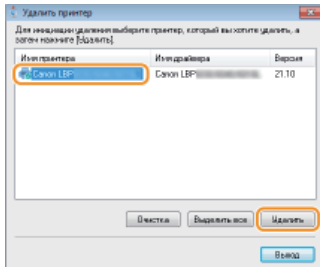 Удалить принтер
Для инициации удаления выберите принтер, который вы хотите удалить, а
затем нажмите [Удалить].
Имя принтера Имя драйвера Версия
Canon LBP Canon LBP 21.10
Очистка Выделить все Удалить
Выход